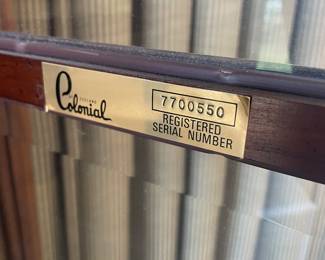 Colonial
7700550
REGISTERED
SERIAL NUMBER